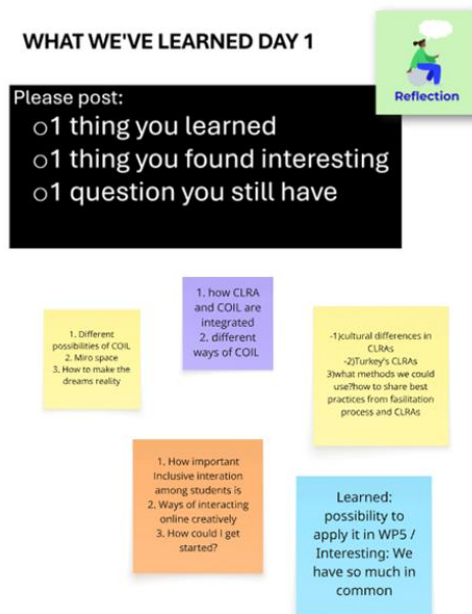 WHAT WE'VE LEARNED DAY 1
Reflection
Please post:
o1 thing you learned
o1 thing you found interesting
o1 question you still have
1. Different
possibilities of COIL
2. Miro space
3. How to make the
dreams reality
1. how CLRA
and COIL are
integrated
2. different
ways of COIL
-1)cultural differences in
CLRAs
-2)Turkey's CLRAs
3)what methods we could
use?how to share best
practices from fasilitation
process and CLRAs
1. How important
Inclusive interation
among students is
2. Ways of interacting
online creatively
3. How could I get
started?
Learned:
possibility to
apply it in WP5 /
Interesting: We
have so much in
common